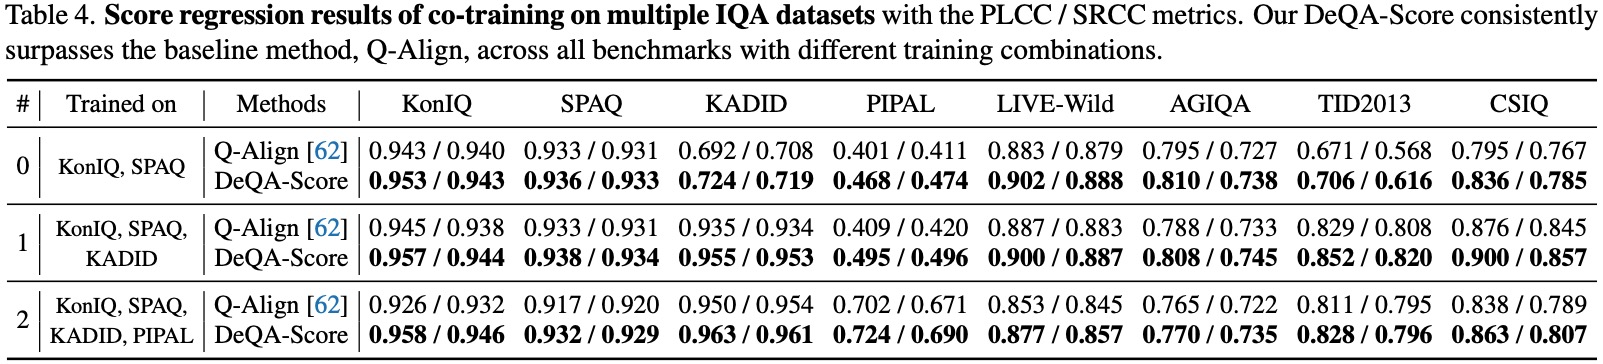 Table 4. Score regression results of co-training on multiple IQA datasets with the PLCC / SRCC metrics. Our DeQA-Score consistently
surpasses the baseline method, Q-Align, across all benchmarks with different training combinations.
# Trained on Methods KonIQ SPAQ KADID PIPAL LIVE-Wild AGIQA TID2013 CSIQ
0 KonIQ, SPAQ Q-Align [62] 0.943 / 0.940 0.933 / 0.931 0.692 / 0.708 0.401 / 0.411 0.883 / 0.879 0.795 / 0.727 0.671 / 0.568 0.795 / 0.767
DeQA-Score 0.953 / 0.943 0.936 / 0.933 0.724 / 0.719 0.468 / 0.474 0.902 / 0.888 0.810 / 0.738 0.706 / 0.616 0.836 / 0.785
1 KonIQ, SPAQ, Q-Align [62] 0.945 / 0.938 0.933 / 0.931 0.935 / 0.934 0.409 / 0.420 0.887 / 0.883 0.788 / 0.733 0.829 / 0.808 0.876 / 0.845
KADID DeQA-Score 0.957 / 0.944 0.938 / 0.934 0.955 / 0.953 0.495 / 0.496 0.900 / 0.887 0.808 / 0.745 0.852 / 0.820 0.900 / 0.857
2 KonIQ, SPAQ, Q-Align [62] 0.926 / 0.932 0.917 / 0.920 0.950 / 0.954 0.702 / 0.671 0.853 / 0.845 0.765 / 0.722 0.811 / 0.795 0.838 / 0.789
KADID, PIPAL DeQA-Score 0.958 / 0.946 0.932 / 0.929 0.963 / 0.961 0.724 / 0.690 0.877 / 0.857 0.770 / 0.735 0.828 / 0.796 0.863 / 0.807